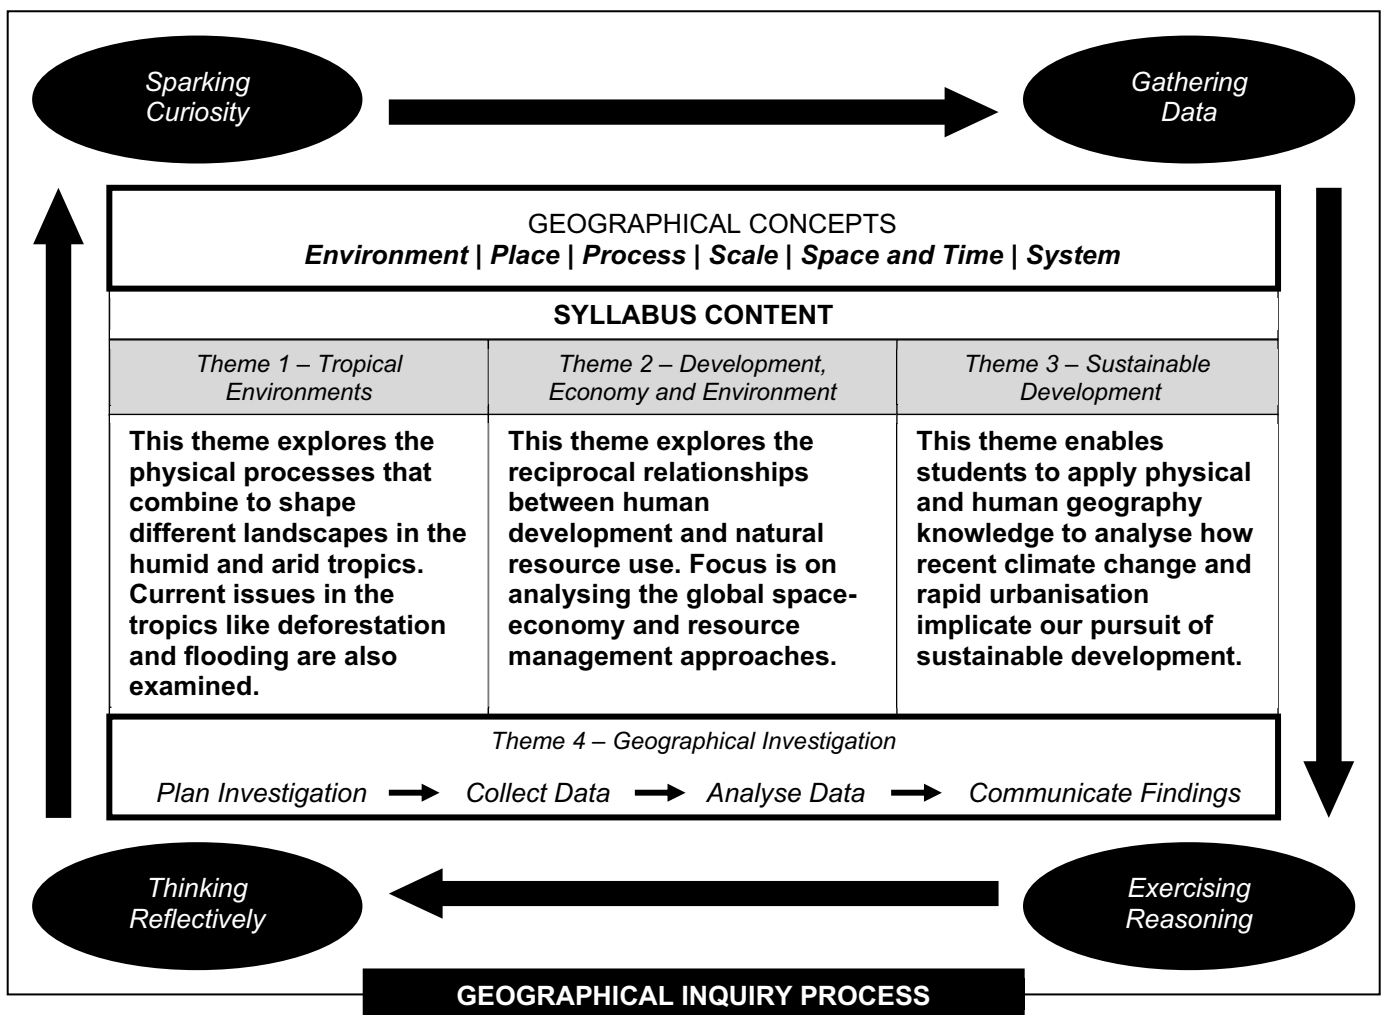 Sparking
Curiosity
Gathering
Data
GEOGRAPHICAL CONCEPTS
Environment | Place | Process | Scale | Space and Time | System
SYLLABUS CONTENT
Theme 1 – Tropical
Environments
Theme 2 – Development,
Economy and Environment
Theme 3 – Sustainable
Development
This theme explores the
physical processes that
combine to shape
different landscapes in the
humid and arid tropics.
Current issues in the
tropics like deforestation
and flooding are also
examined.
This theme explores the
reciprocal relationships
between human
development and natural
resource use. Focus is on
analysing the global space-
economy and resource
management approaches.
This theme enables
students to apply physical
and human geography
knowledge to analyse how
recent climate change and
rapid urbanisation
implicate our pursuit of
sustainable development.
Theme 4 – Geographical Investigation
Plan Investigation Collect Data Analyse Data Communicate Findings
Thinking
Reflectively
Exercising
Reasoning
GEOGRAPHICAL INQUIRY PROCESS